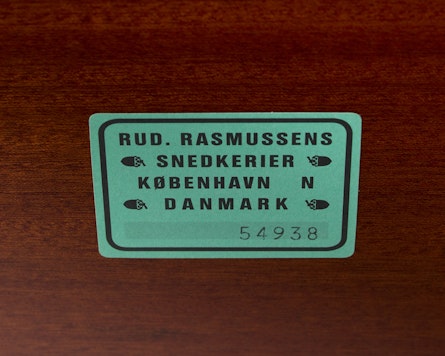 RUD. RASMUSSENS
SNEDKERIER
KØBENHAVN N
DANMARK
54938